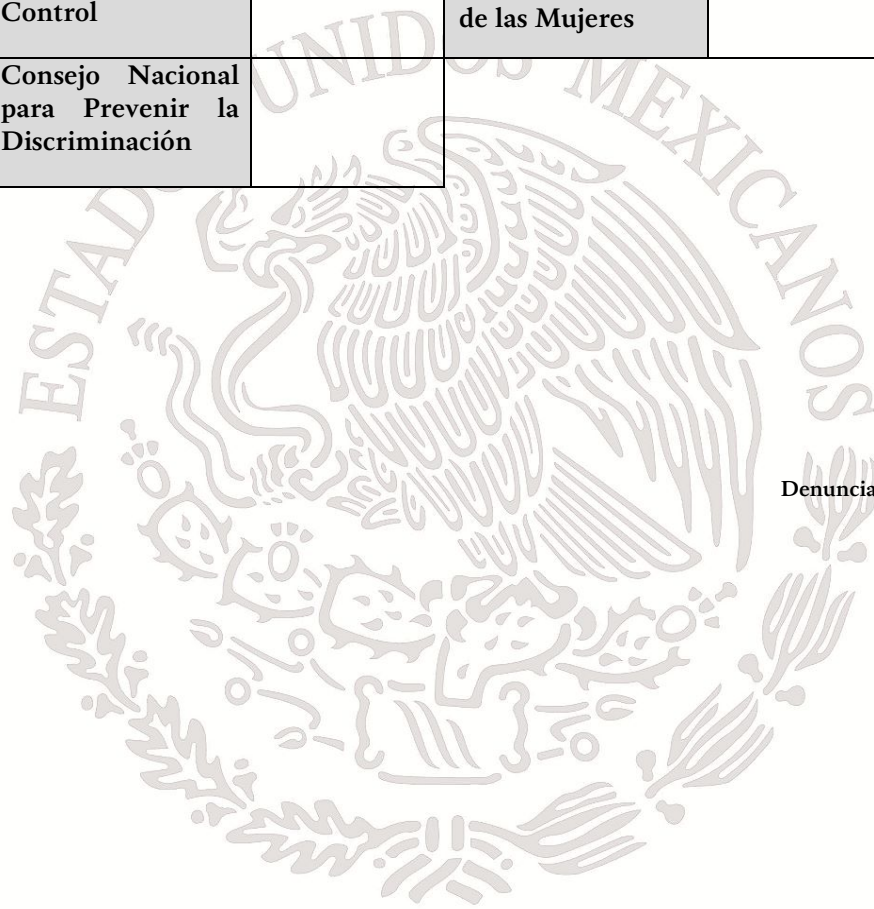 Control
de las Mujeres
Consejo Nacional
para Prevenir la
Discriminación
ESTADOS UNIDOS MEXICANOS
Denuncia